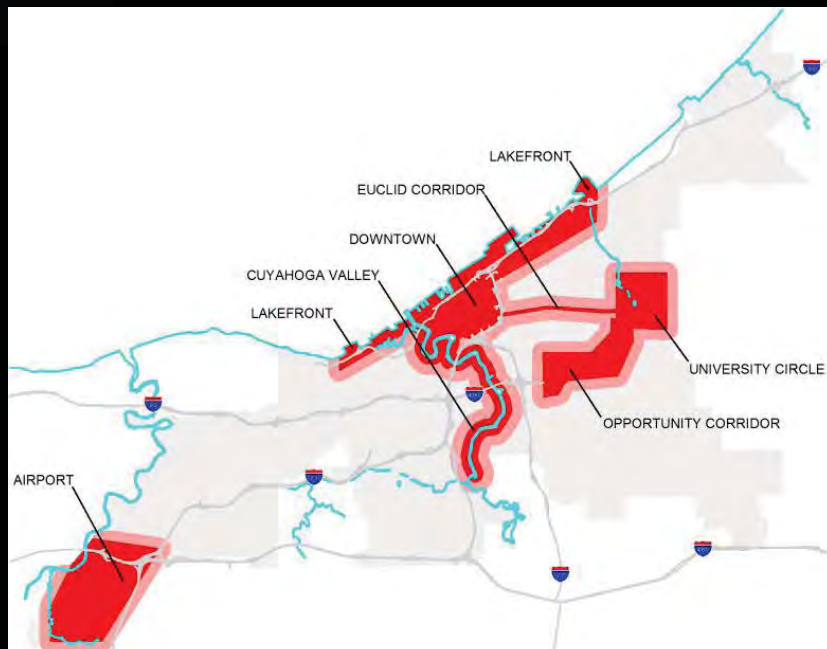 LAKEFRONT
EUCLID CORRIDOR
DOWNTOWN
CUYAHOGA VALLEY
LAKEFRONT
UNIVERSITY CIRCLE
OPPORTUNITY CORRIDOR
AIRPORT